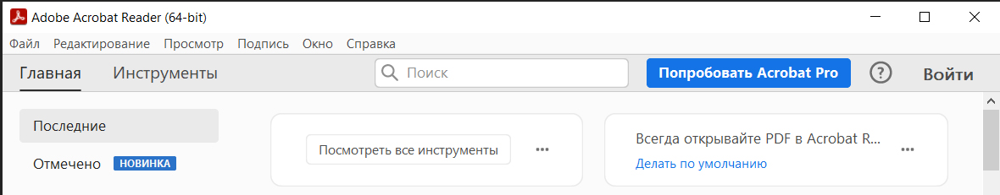 Adobe Acrobat Reader (64-bit)
Файл Редактирование Просмотр Подпись Окно Справка
Главная Инструменты Поиск Попробовать Acrobat Pro ? Войти
Последние
Посмотреть все инструменты ...
Всегда открывайте PDF в Acrobat R... ...
Делать по умолчанию
Отмечено НОВИНКА